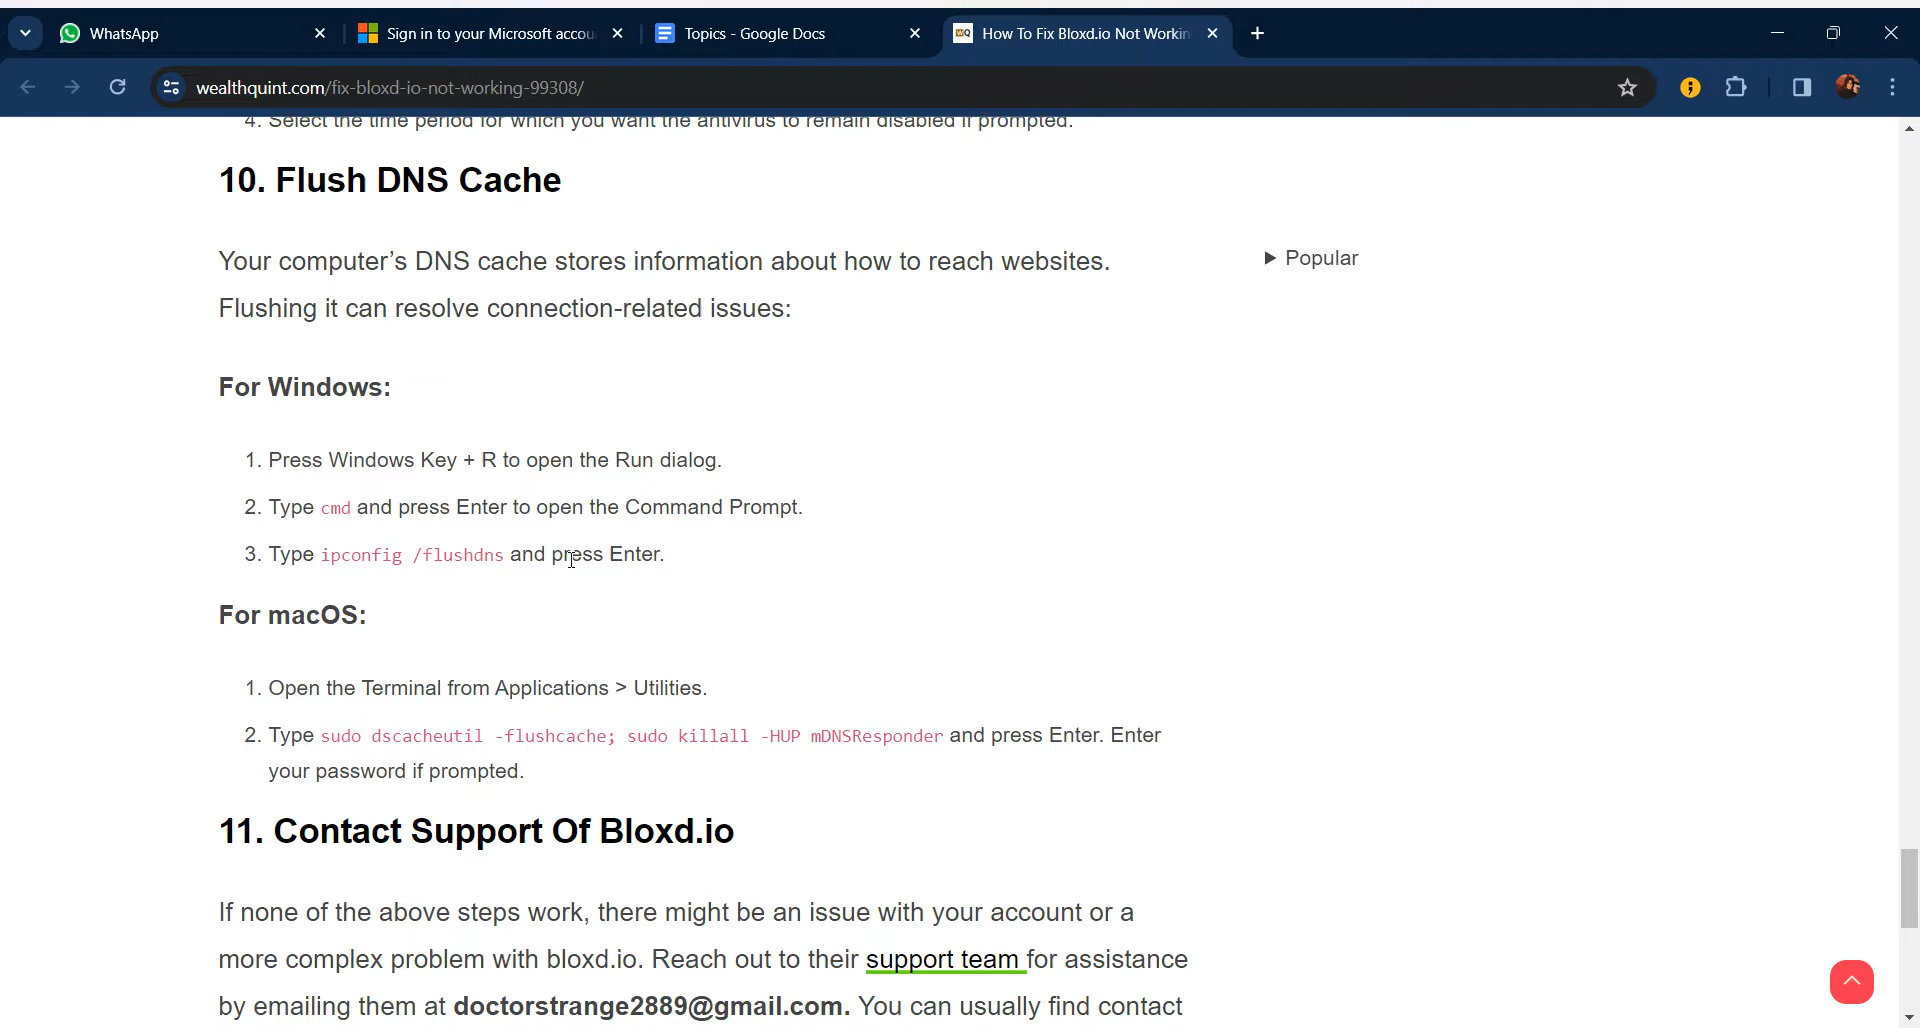 WhatsApp
Sign in to your Microsoft accou
Topics - Google Docs
How To Fix Bloxd.io Not Workin
wealthquint.com/fix-bloxd-io-not-working-99308/
4. Select the time period for which you want the antivirus to remain disabled if prompted.
10. Flush DNS Cache
Your computer’s DNS cache stores information about how to reach websites.
Flushing it can resolve connection-related issues:
Popular
For Windows:
1. Press Windows Key + R to open the Run dialog.
2. Type cmd and press Enter to open the Command Prompt.
3. Type ipconfig /flushdns and press Enter.
For macOS:
1. Open the Terminal from Applications > Utilities.
2. Type sudo dscacheutil -flushcache; sudo killall -HUP mDNSResponder and press Enter. Enter
your password if prompted.
11. Contact Support Of Bloxd.io
If none of the above steps work, there might be an issue with your account or a
more complex problem with bloxd.io. Reach out to their support team for assistance
by emailing them at doctorstrange2889@gmail.com. You can usually find contact